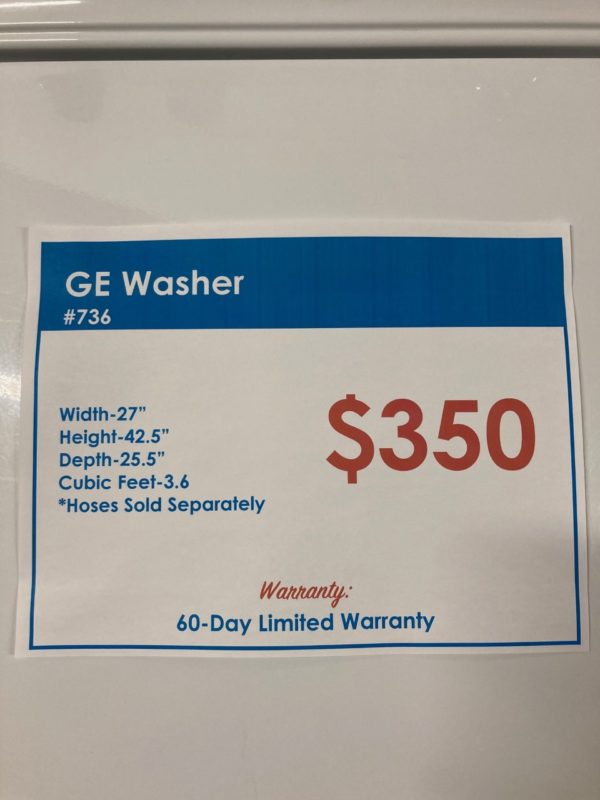 GE Washer
#736
Width-27”
Height-42.5”
Depth-25.5”
Cubic Feet-3.6
*Hoses Sold Separately
$350
Warranty:
60-Day Limited Warranty